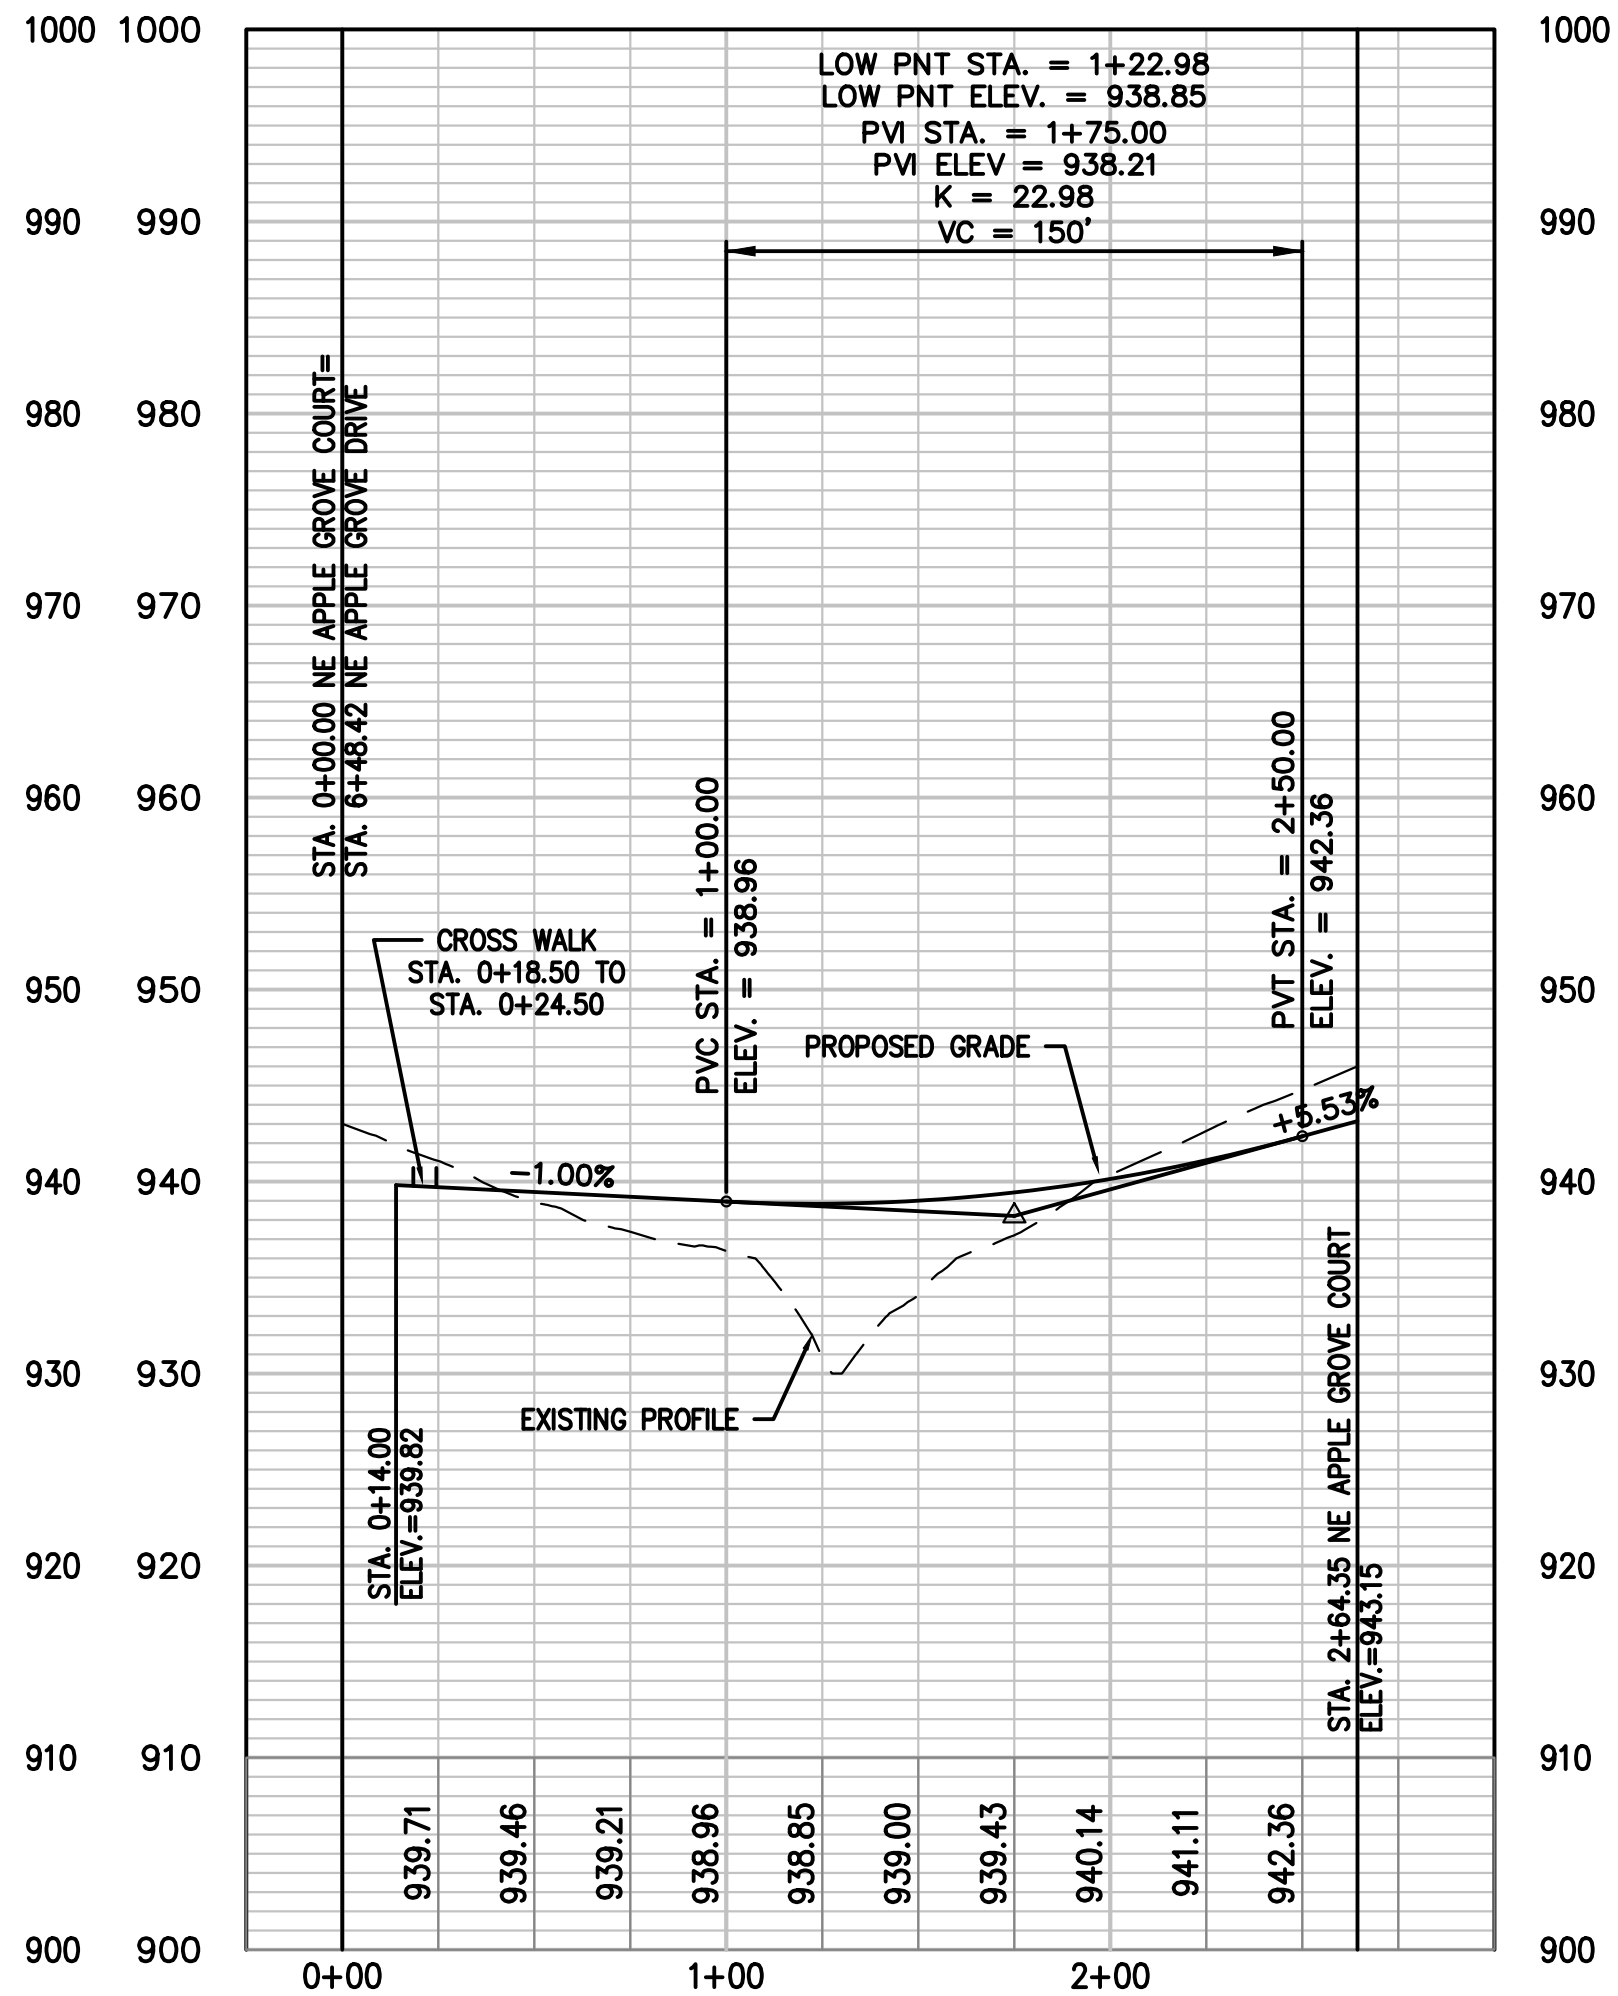 1000 1000 1000
LOW PNT STA. = 1+22.98
LOW PNT ELEV. = 938.85
PVI STA. = 1+75.00
PVI ELEV = 938.21
K = 22.98
VC = 150'
990 990 990
980 980 980
970 970 970
960 960 960
950 950 950
940 940 940
930 930 930
920 920 920
910 910 910
900 900 900
STA. 0+00.00 NE APPLE GROVE COURT=
STA. 6+48.42 NE APPLE GROVE DRIVE
CROSS WALK
STA. 0+18.50 TO
STA. 0+24.50
PVC STA. = 1+00.00
ELEV. = 938.96
PROPOSED GRADE
PVT STA. = 2+50.00
ELEV. = 942.36
-1.00%
+5.53%
EXISTING PROFILE
STA. 0+14.00
ELEV.=939.82
STA. 2+64.35 NE APPLE GROVE COURT
ELEV.=943.15
939.71
939.46
939.21
938.96
938.85
939.00
939.43
940.14
941.11
942.36
0+00 1+00 2+00